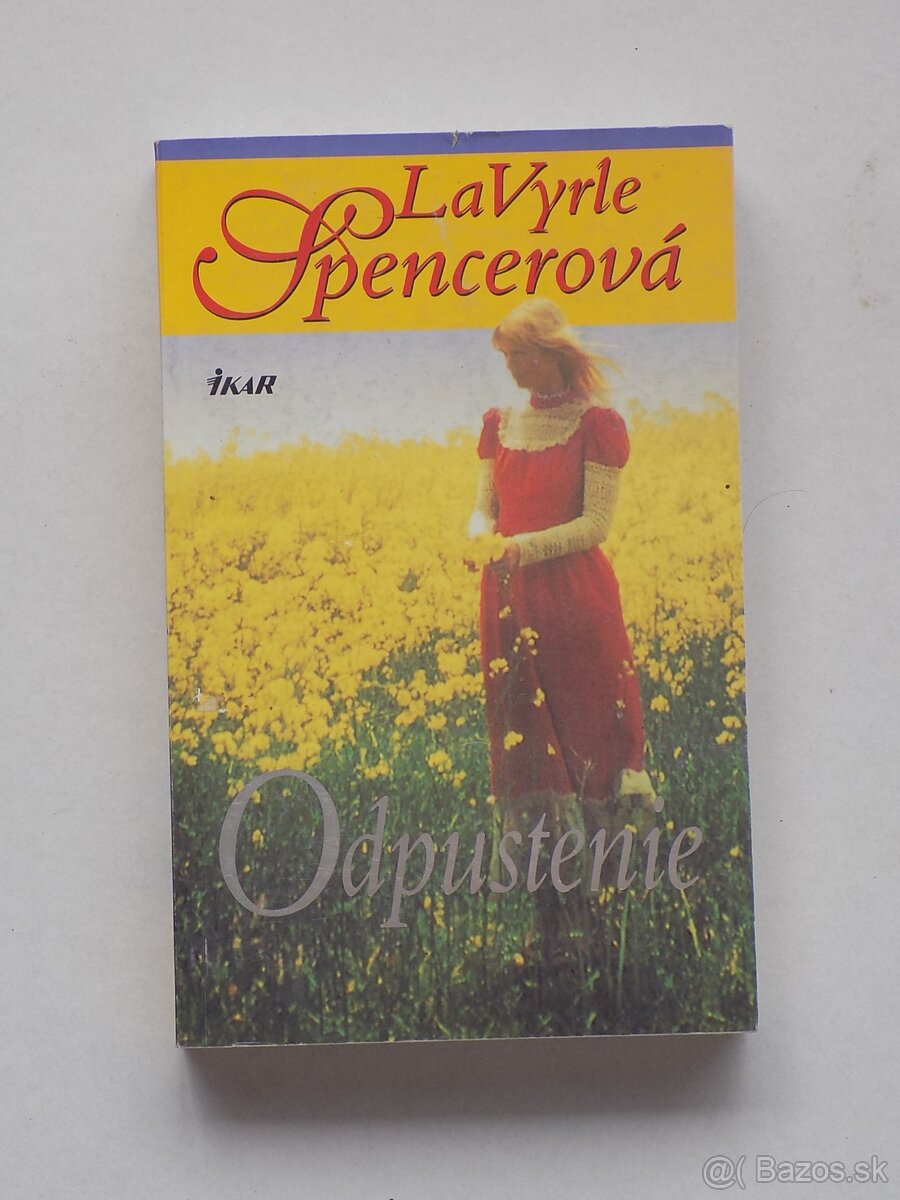 LaVyrle
Spencerová
iKAR
Odpustenie
@( Bazos.sk